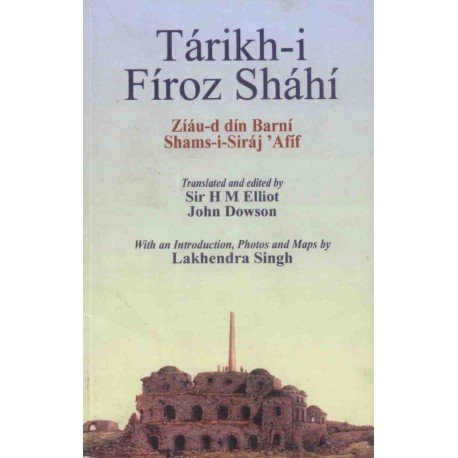 Tárikh-i
Fíroz Sháhí
Zíáu-d dín Barní
Shams-i-Siráj ’Afíf
Translated and edited by
Sir H M Elliot
John Dowson
With an Introduction, Photos and Maps by
Lakhendra Singh